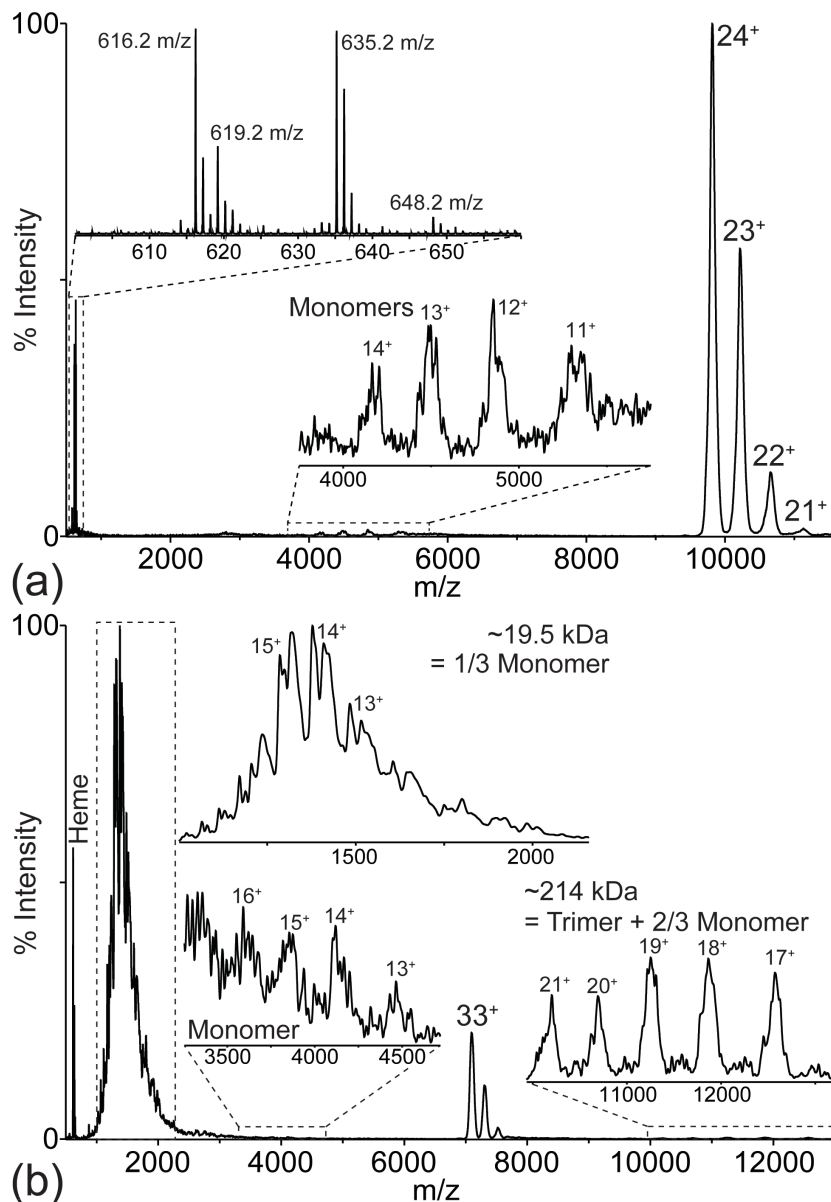 100
616.2 m/z
635.2 m/z
619.2 m/z
648.2 m/z
610 620 630 640 650
24⁺
23⁺
22⁺
21⁺
% Intensity
Monomers
14⁺ 13⁺ 12⁺ 11⁺
4000 5000
0
2000 4000 6000 8000 10000
m/z
(a)
100
15⁺ 14⁺ 13⁺
~19.5 kDa
= 1/3 Monomer
1500 2000
Heme
% Intensity
16⁺ 15⁺ 14⁺ 13⁺
Monomer
3500 4000 4500
33⁺
~214 kDa
= Trimer + 2/3 Monomer
21⁺ 20⁺ 19⁺ 18⁺ 17⁺
11000 12000
0
2000 4000 6000 8000 10000 12000
m/z
(b)